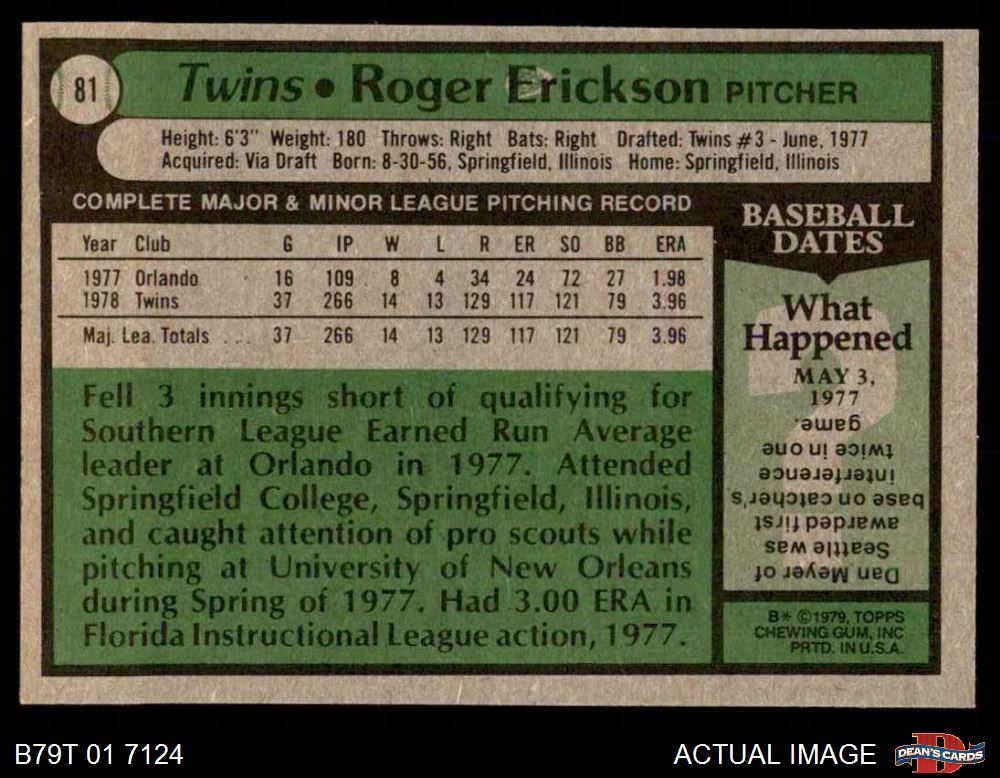 81
Twins • Roger Erickson PITCHER
Height: 6'3" Weight: 180 Throws: Right Bats: Right Drafted: Twins #3 - June, 1977
Acquired: Via Draft Born: 8-30-56, Springfield, Illinois Home: Springfield, Illinois
COMPLETE MAJOR & MINOR LEAGUE PITCHING RECORD
Year Club G IP W L R ER SO BB ERA
1977 Orlando 16 109 8 4 34 24 72 27 1.98
1978 Twins 37 266 14 13 129 117 121 79 3.96
Maj. Lea. Totals ... 37 266 14 13 129 117 121 79 3.96
Fell 3 innings short of qualifying for
Southern League Earned Run Average
leader at Orlando in 1977. Attended
Springfield College, Springfield, Illinois,
and caught attention of pro scouts while
pitching at University of New Orleans
during Spring of 1977. Had 3.00 ERA in
Florida Instructional League action, 1977.
BASEBALL
DATES
What
Happened
MAY 3,
1977
Dan Meyer of
Seattle was
awarded first
base on catcher's
interference
twice in one
game.
B* ©1979, TOPPS
CHEWING GUM, INC
PRTD. IN U.S.A.
B79T 01 7124
ACTUAL IMAGE
D
DEAN'S CARDS